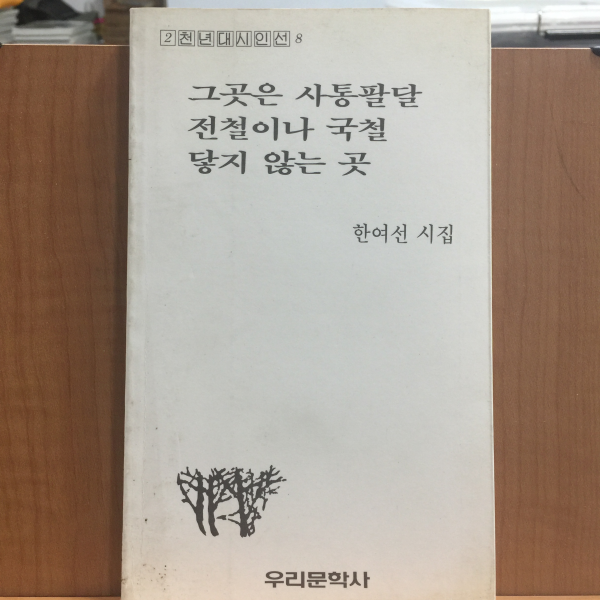 2천년대시인선 8
그곳은 사통팔달
전철이나 국철
닿지 않는 곳
한여선 시집
우리문학사